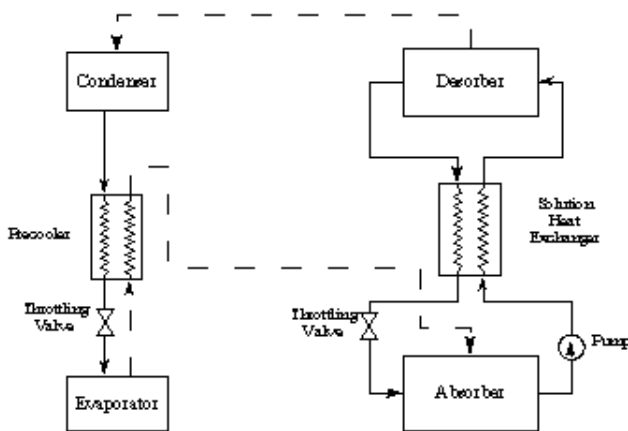 Condenser
Desorber
Precooler
Solution
Heat
Exchanger
Throttling
Valve
Throttling
Valve
Pump
Evaporator
Absorber